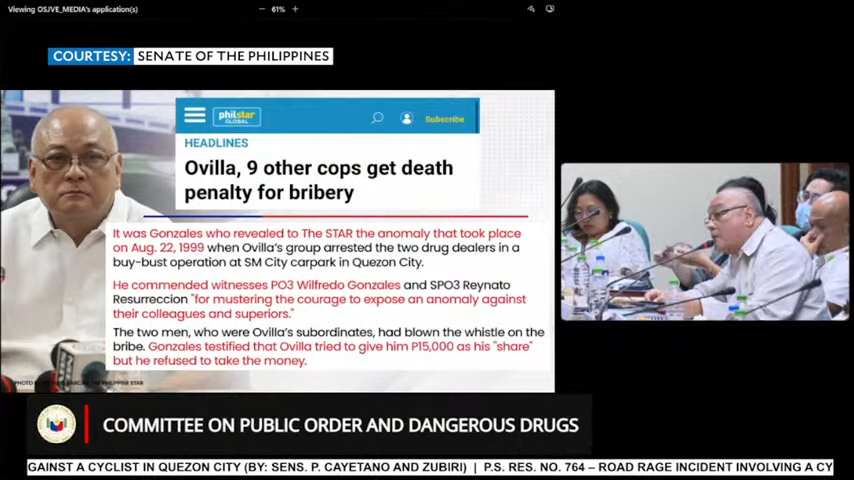 Viewing OSJVE_MEDIA's application(s)
61%
COURTESY: SENATE OF THE PHILIPPINES
philstar
GLOBAL
Subscribe
HEADLINES
Ovilla, 9 other cops get death
penalty for bribery
It was Gonzales who revealed to The STAR the anomaly that took place
on Aug. 22, 1999 when Ovilla's group arrested the two drug dealers in a
buy-bust operation at SM City carpark in Quezon City.
He commended witnesses PO3 Wilfredo Gonzales and SPO3 Reynato
Resurreccion "for mustering the courage to expose an anomaly against
their colleagues and superiors."
The two men, who were Ovilla's subordinates, had blown the whistle on the
bribe. Gonzales testified that Ovilla tried to give him P15,000 as his "share"
but he refused to take the money.
THE PHILIPPINE STAR
COMMITTEE ON PUBLIC ORDER AND DANGEROUS DRUGS
GAINST A CYCLIST IN QUEZON CITY (BY: SENS. P. CAYETANO AND ZUBIRI) | P.S. RES. NO. 764 – ROAD RAGE INCIDENT INVOLVING A CY